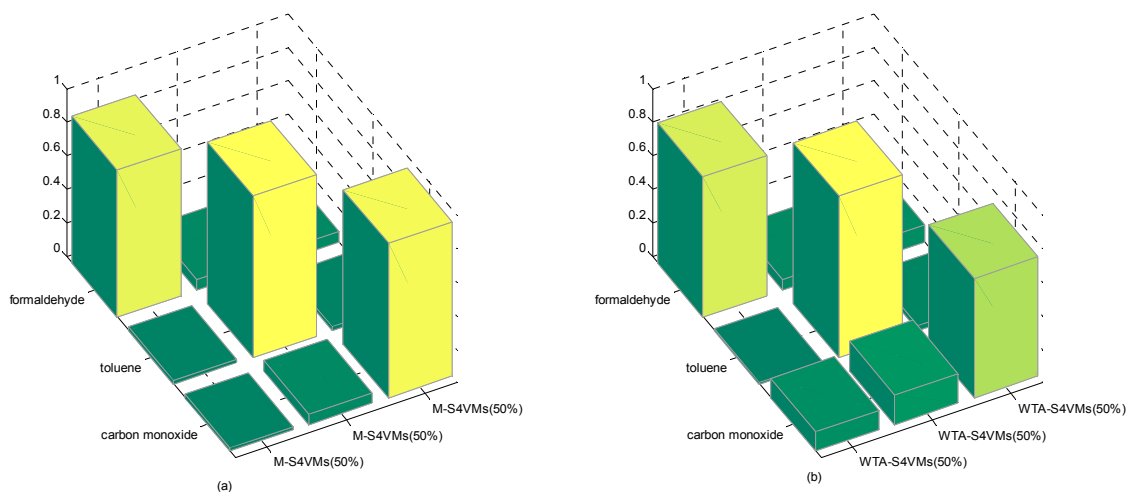 1
0.8
0.6
0.4
0.2
0
formaldehyde
toluene
carbon monoxide
M-S4VMs(50%)
M-S4VMs(50%)
M-S4VMs(50%)
(a)
1
0.8
0.6
0.4
0.2
0
formaldehyde
toluene
carbon monoxide
WTA-S4VMs(50%)
WTA-S4VMs(50%)
WTA-S4VMs(50%)
(b)